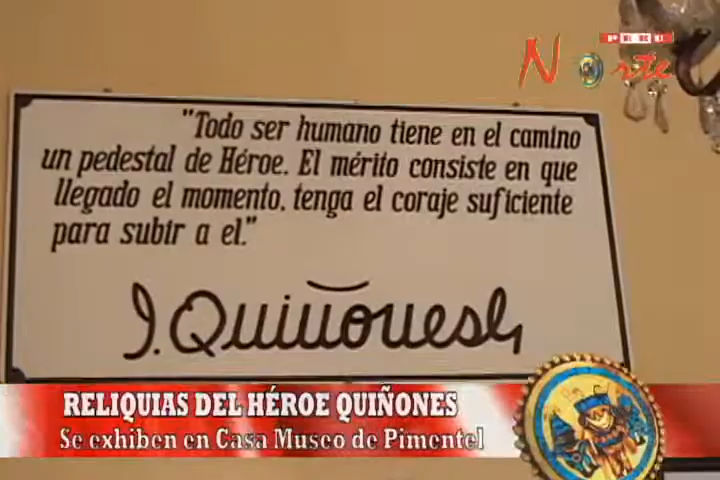 Norte
"Todo ser humano tiene en el camino
un pedestal de Héroe. El mérito consiste en que
llegado el momento, tenga el coraje suficiente
para subir a el."
J. Quiñones
RELIQUIAS DEL HÉROE QUIÑONES
Se exhiben en Casa Museo de Pimentel